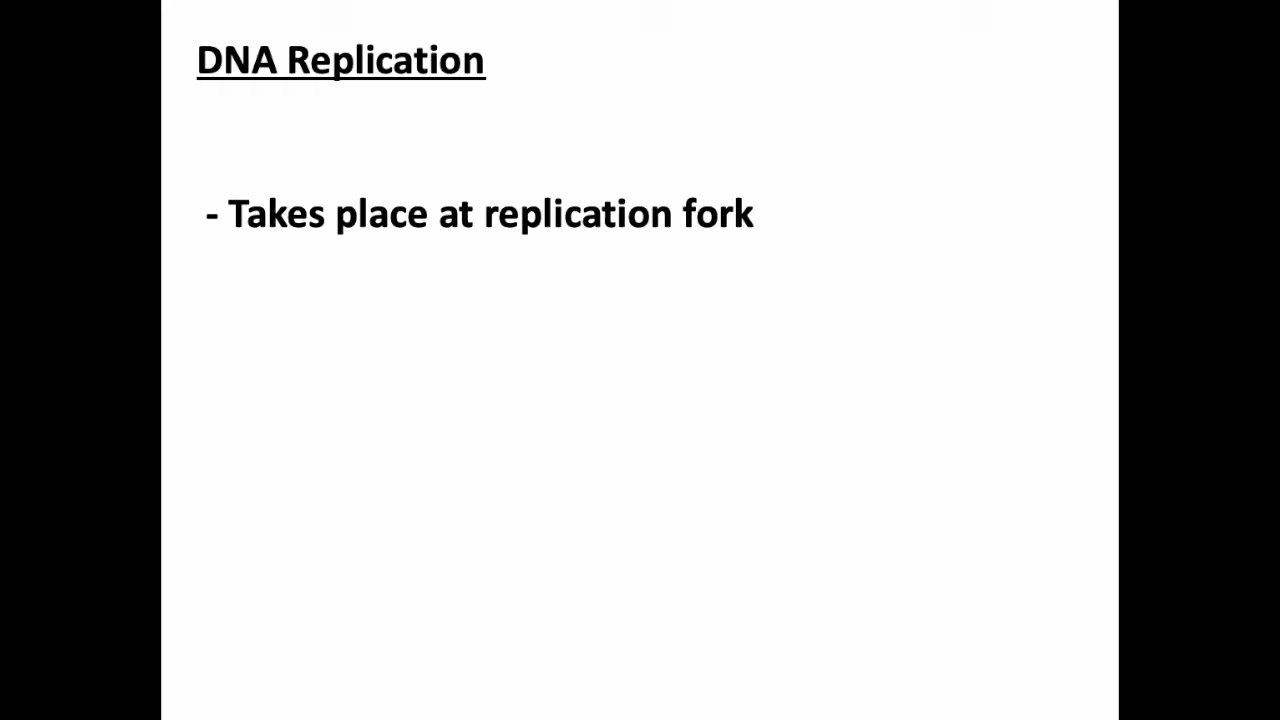 DNA Replication
- Takes place at replication fork